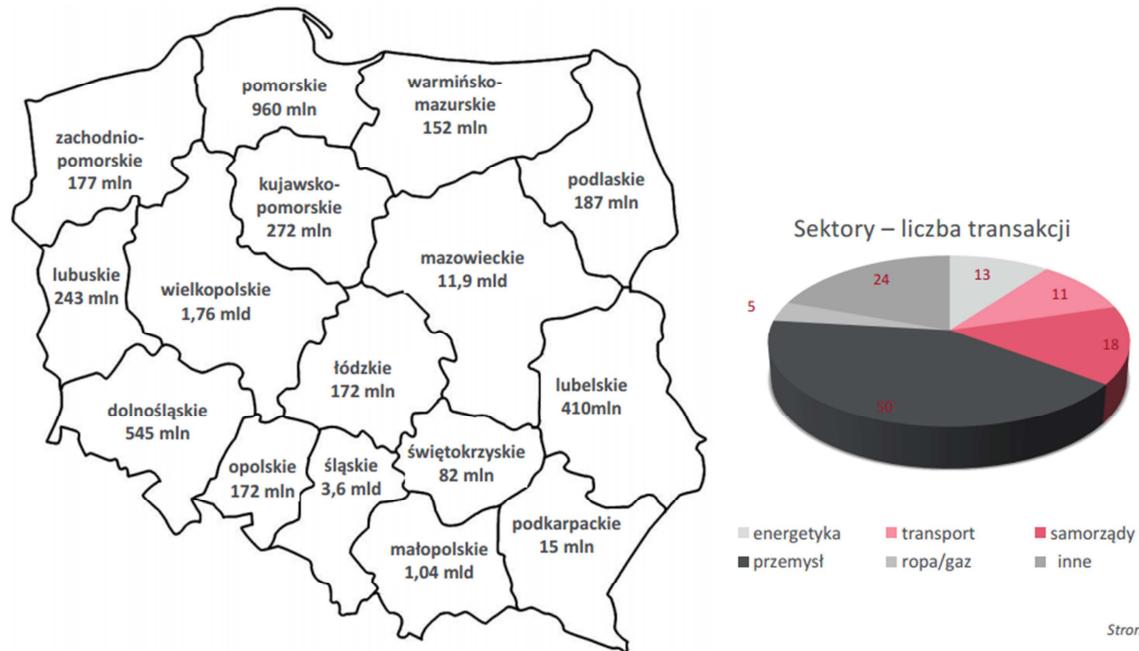 pomorskie
960 mln
warmińsko-
mazurskie
152 mln
zachodnio-
pomorskie
177 mln
kujawsko-
pomorskie
272 mln
podlaskie
187 mln
lubuskie
243 mln
wielkopolskie
1,76 mld
mazowieckie
11,9 mld
łódzkie
172 mln
lubelskie
410mln
dolnośląskie
545 mln
opolskie
172 mln
śląskie
3,6 mld
świętokrzyskie
82 mln
małopolskie
1,04 mld
podkarpackie
15 mln
Sektory – liczba transakcji
13
11
18
50
5
24
energetyka
transport
samorządy
przemysł
ropa/gaz
inne
Stron